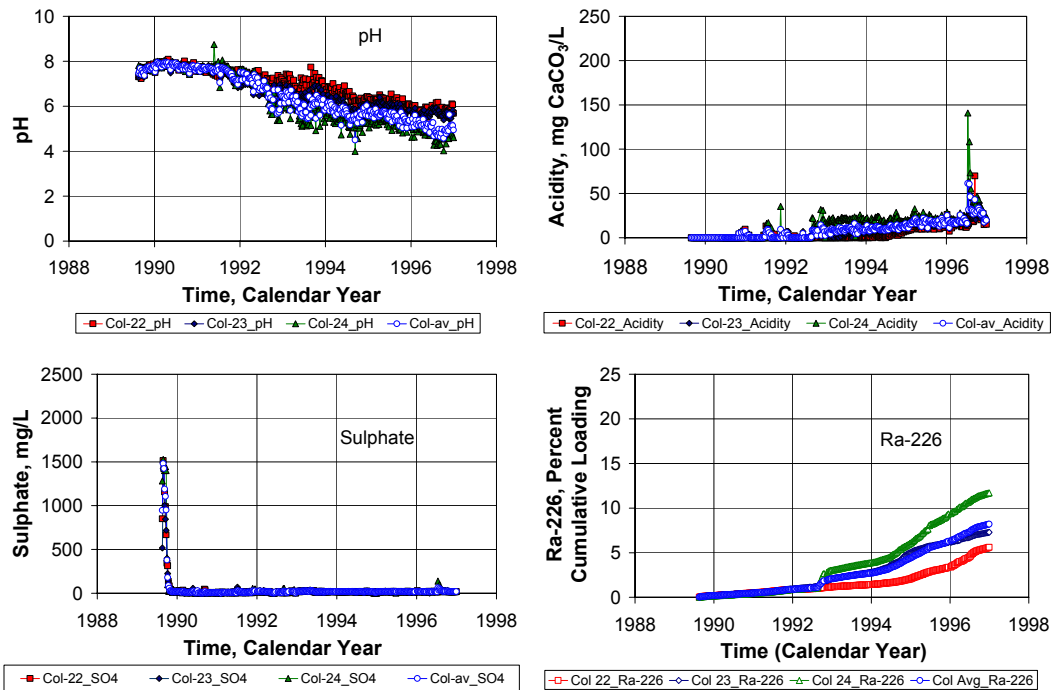 pH
10
8
6
4
2
0
pH
1988 1990 1992 1994 1996 1998
Time, Calendar Year
Col-22_pH Col-23_pH Col-24_pH Col-av_pH
Acidity, mg CaCO3/L
250
200
150
100
50
0
1988 1990 1992 1994 1996 1998
Time, Calendar Year
Col-22_Acidity Col-23_Acidity Col-24_Acidity Col-av_Acidity
Sulphate, mg/L
2500
2000
1500
1000
500
0
Sulphate
1988 1990 1992 1994 1996 1998
Time, Calendar Year
Col-22_SO4 Col-23_SO4 Col-24_SO4 Col-av_SO4
Ra-226, Percent
Cumulative Loading
25
20
15
10
5
0
Ra-226
1988 1990 1992 1994 1996 1998
Time (Calendar Year)
Col 22_Ra-226 Col 23_Ra-226 Col 24_Ra-226 Col Avg_Ra-226